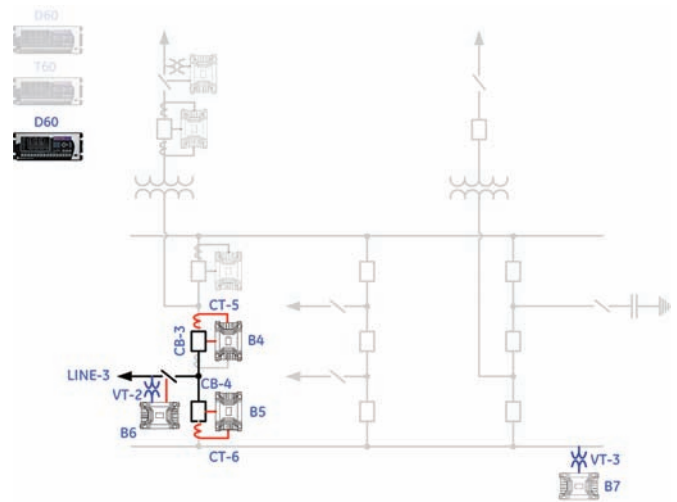 D60
T60
D60
CT-5
CB-3
B4
LINE-3
CB-4
VT-2
B5
B6
CT-6
VT-3
B7